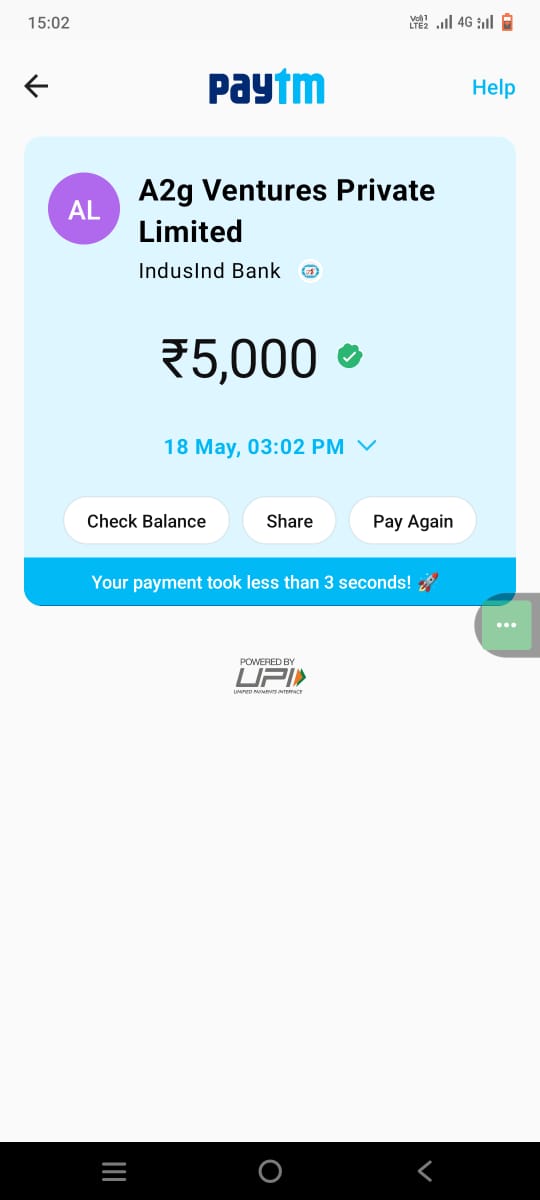 15:02
Vo))1
LTE2
4G
paytm
Help
AL
A2g Ventures Private
Limited
IndusInd Bank
₹5,000
18 May, 03:02 PM
Check Balance
Share
Pay Again
Your payment took less than 3 seconds! 🚀
POWERED BY
UPI
UNIFIED PAYMENTS INTERFACE